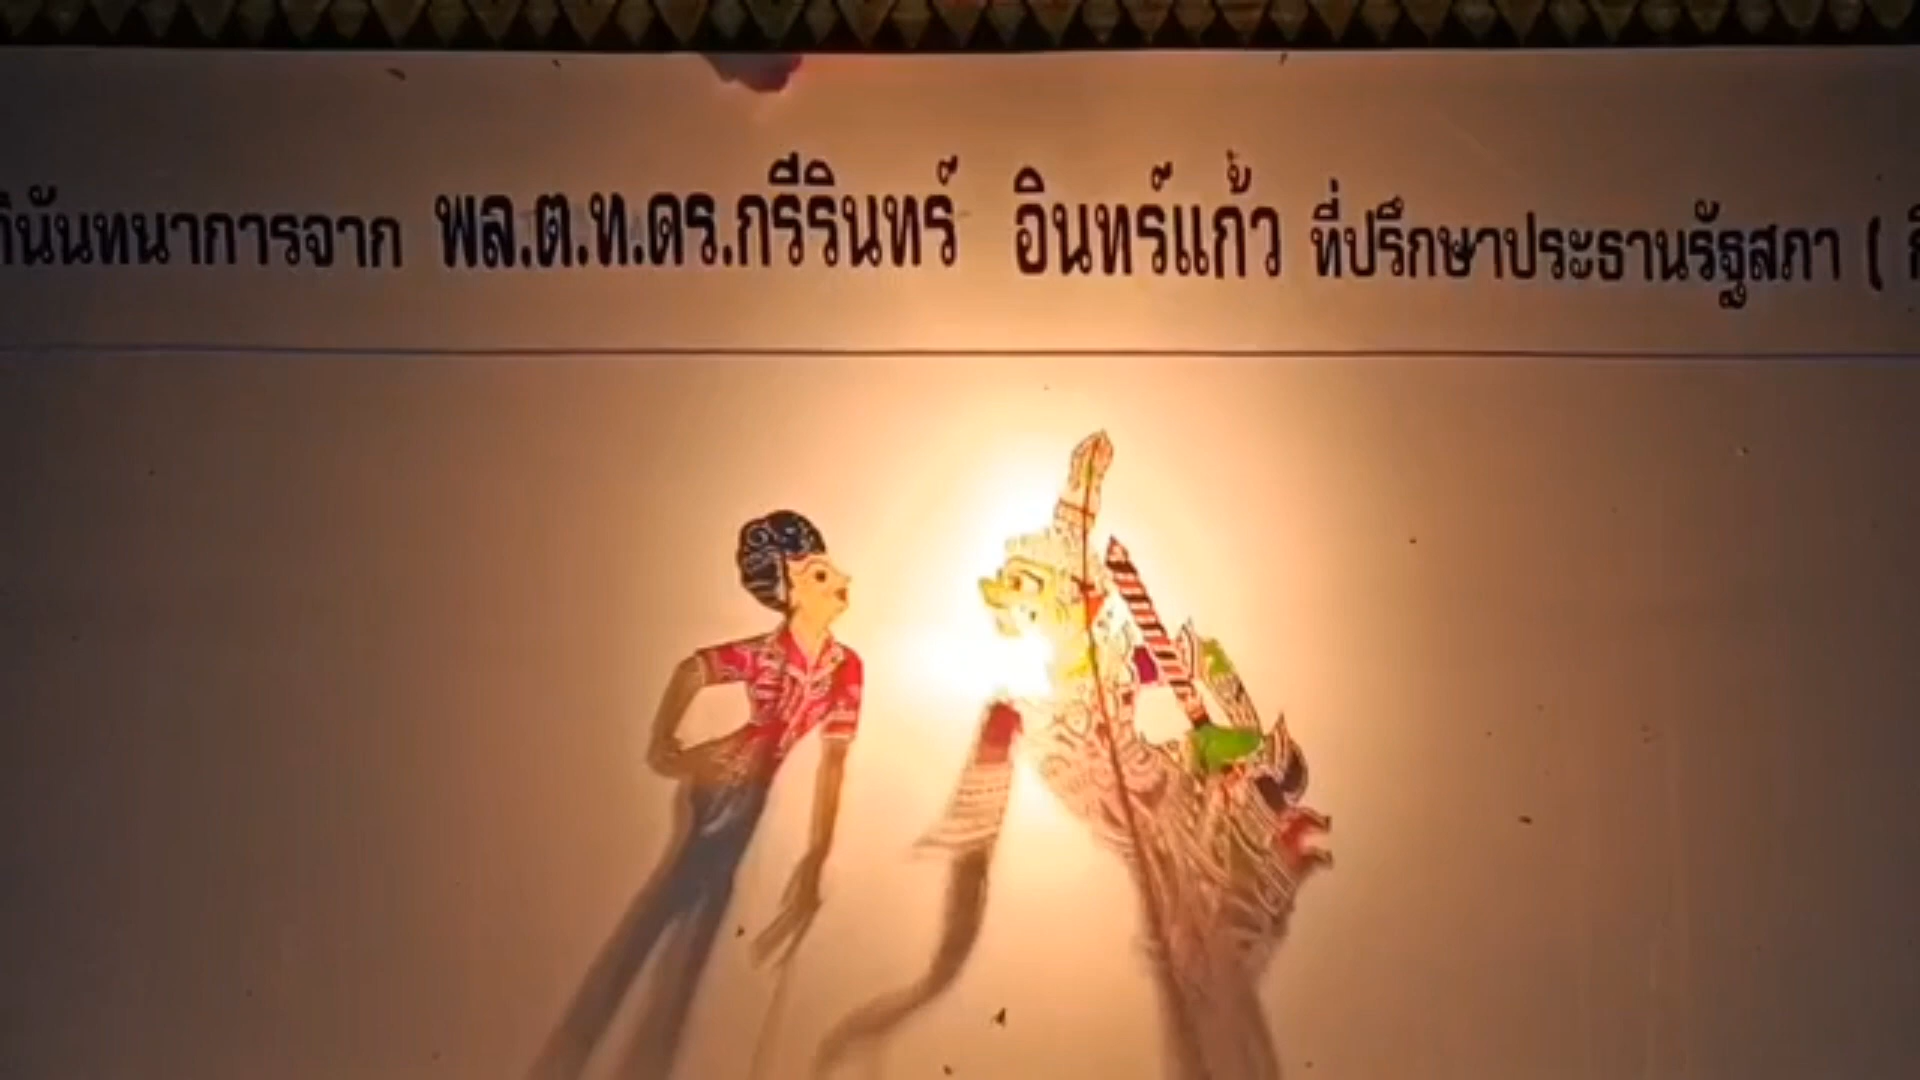 นันทนาการจาก พล.ต.ท.ดร.กรีรินทร์ อินทร์แก้ว ที่ปรึกษาประธานรัฐสภา (